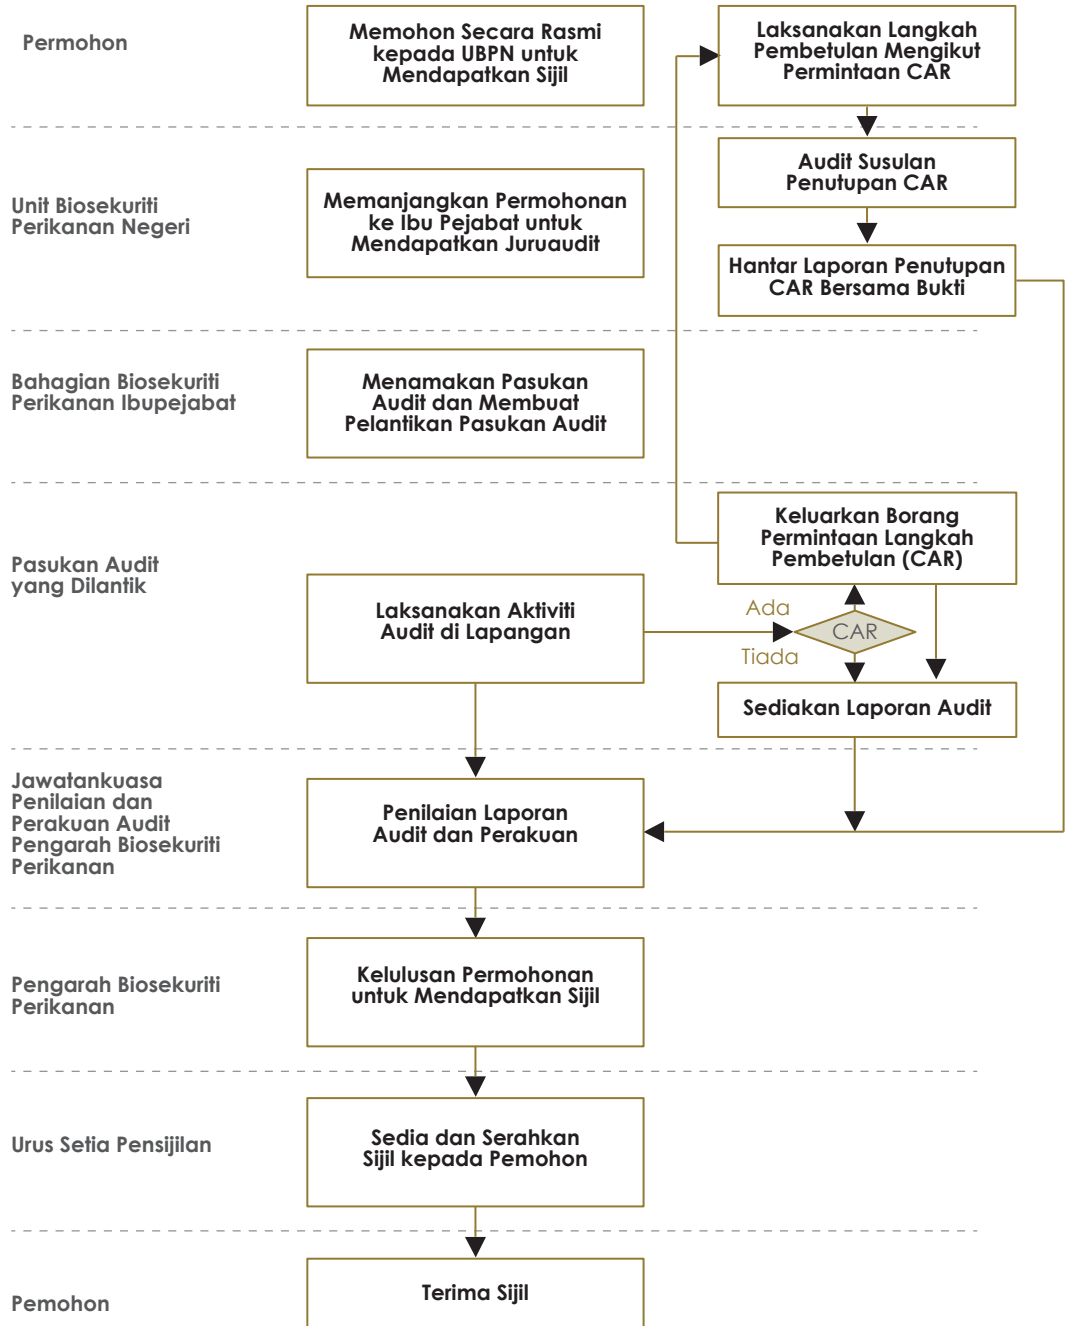 Permohon
Memohon Secara Rasmi
kepada UBPN untuk
Mendapatkan Sijil
Laksanakan Langkah
Pembetulan Mengikut
Permintaan CAR
Unit Biosekuriti
Perikanan Negeri
Memanjangkan Permohonan
ke Ibu Pejabat untuk
Mendapatkan Juruaudit
Audit Susulan
Penutupan CAR
Hantar Laporan Penutupan
CAR Bersama Bukti
Bahagian Biosekuriti
Perikanan Ibupejabat
Menamakan Pasukan
Audit dan Membuat
Pelantikan Pasukan Audit
Pasukan Audit
yang Dilantik
Laksanakan Aktiviti
Audit di Lapangan
Keluarkan Borang
Permintaan Langkah
Pembetulan (CAR)
Ada
CAR
Tiada
Sediakan Laporan Audit
Jawatankuasa
Penilaian dan
Perakuan Audit
Pengarah Biosekuriti
Perikanan
Penilaian Laporan
Audit dan Perakuan
Pengarah Biosekuriti
Perikanan
Kelulusan Permohonan
untuk Mendapatkan Sijil
Urus Setia Pensijilan
Sedia dan Serahkan
Sijil kepada Pemohon
Pemohon
Terima Sijil